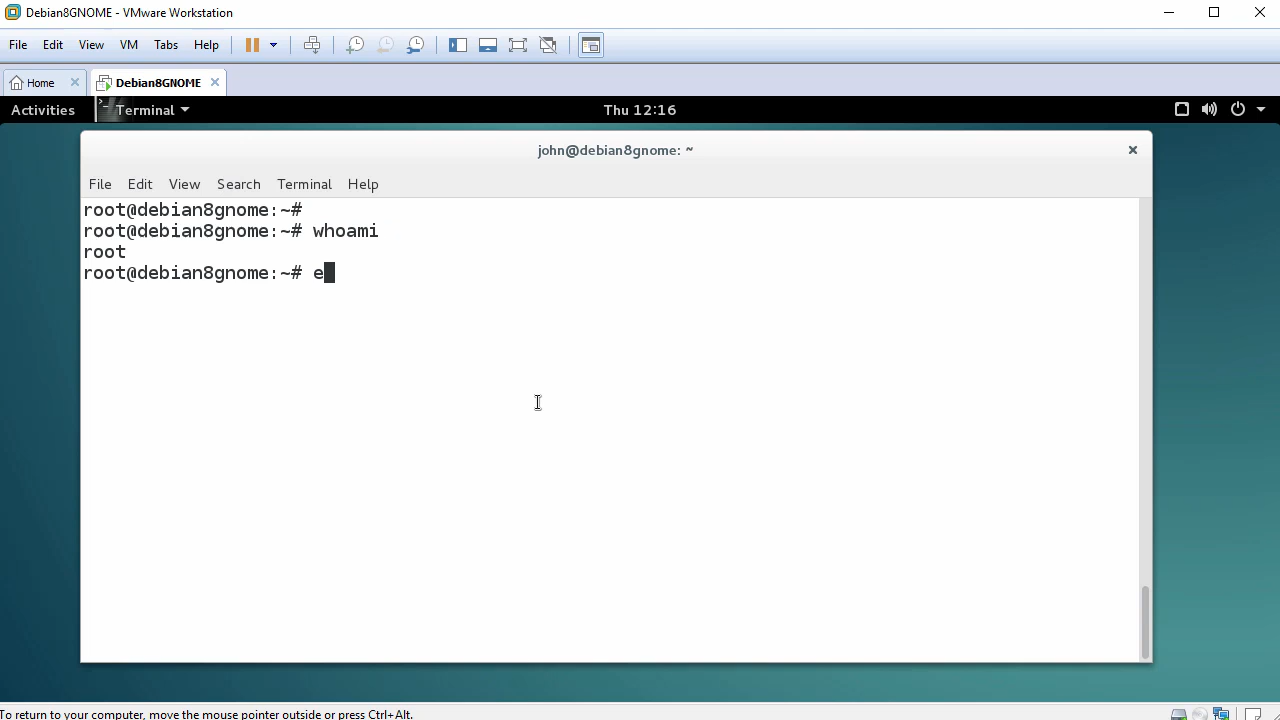 Debian8GNOME - VMware Workstation
File Edit View VM Tabs Help
Home Debian8GNOME
Activities Terminal Thu 12:16
john@debian8gnome: ~
File Edit View Search Terminal Help
root@debian8gnome:~#
root@debian8gnome:~# whoami
root
root@debian8gnome:~# e
To return to your computer, move the mouse pointer outside or press Ctrl+Alt.